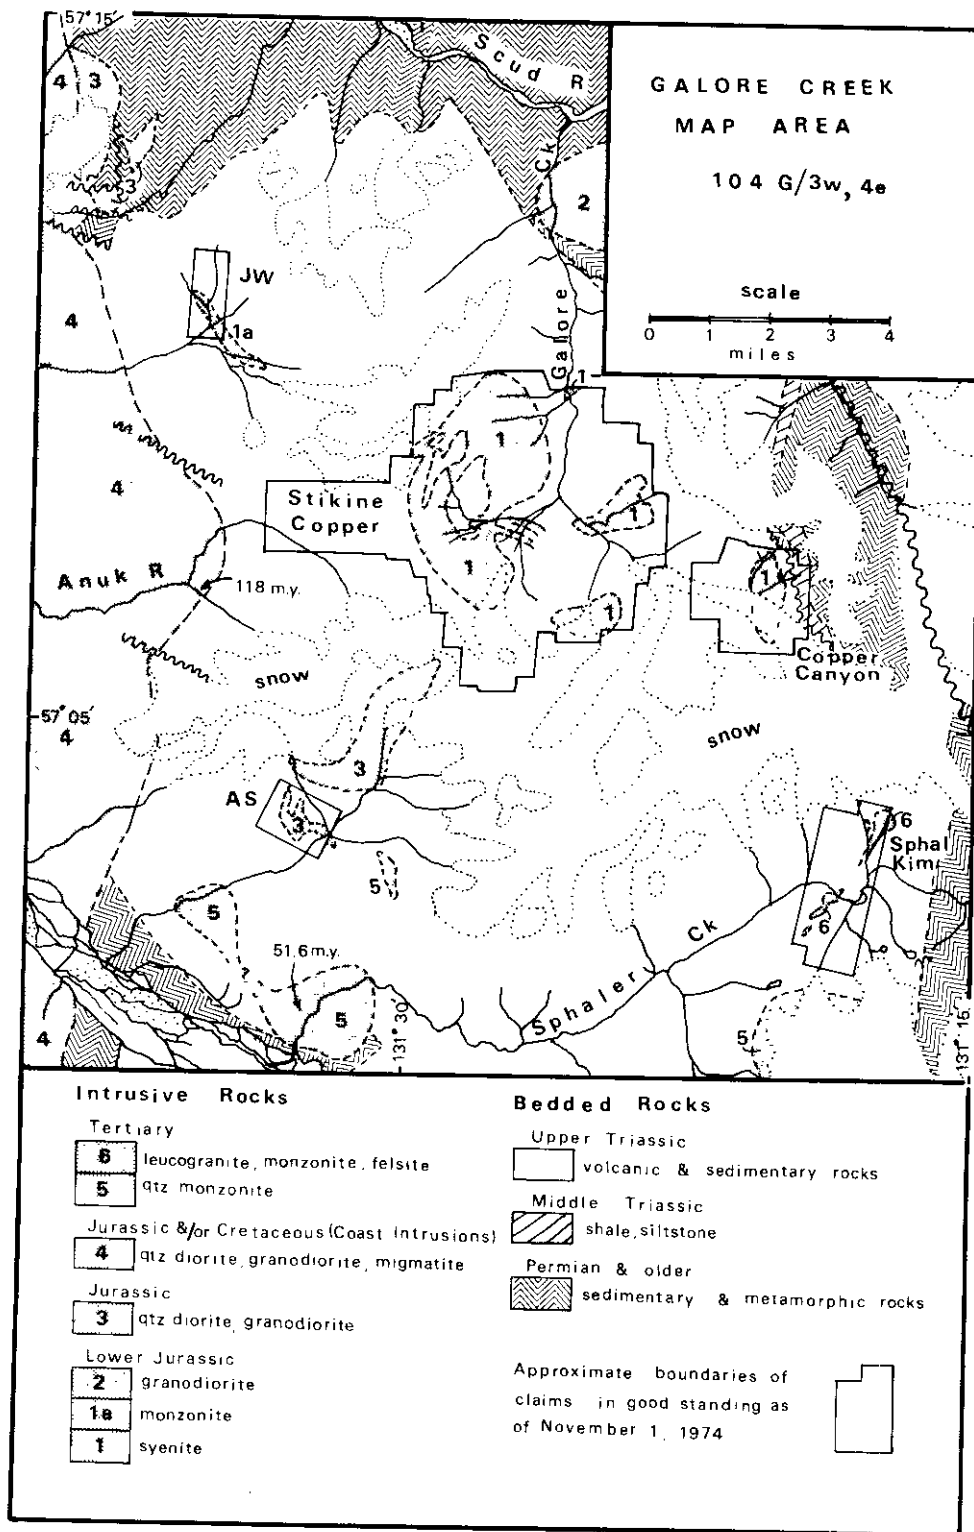 57°15'
GALORE CREEK
MAP AREA
104 G/3w, 4e
scale
0 1 2 3 4
miles
Scud R
Galore Ck
4
3
3
2
JW
1a
4
1
1
4
Stikine
Copper
1
1
1
1
Copper
Canyon
Anuk R
118 m.y.
snow
57°05'
4
snow
3
AS
3
5
5
6
Sphal
Kim
6
51.6 m.y.
5
Sphaler Ck
5
4
131°30'
131°15'
Intrusive Rocks
Tertiary
6 leucogranite, monzonite, felsite
5 qtz monzonite
Jurassic &/or Cretaceous (Coast Intrusions)
4 qtz diorite, granodiorite, migmatite
Jurassic
3 qtz diorite, granodiorite
Lower Jurassic
2 granodiorite
1a monzonite
1 syenite
Bedded Rocks
Upper Triassic
volcanic & sedimentary rocks
Middle Triassic
shale, siltstone
Permian & older
sedimentary & metamorphic rocks
Approximate boundaries of
claims in good standing as
of November 1, 1974